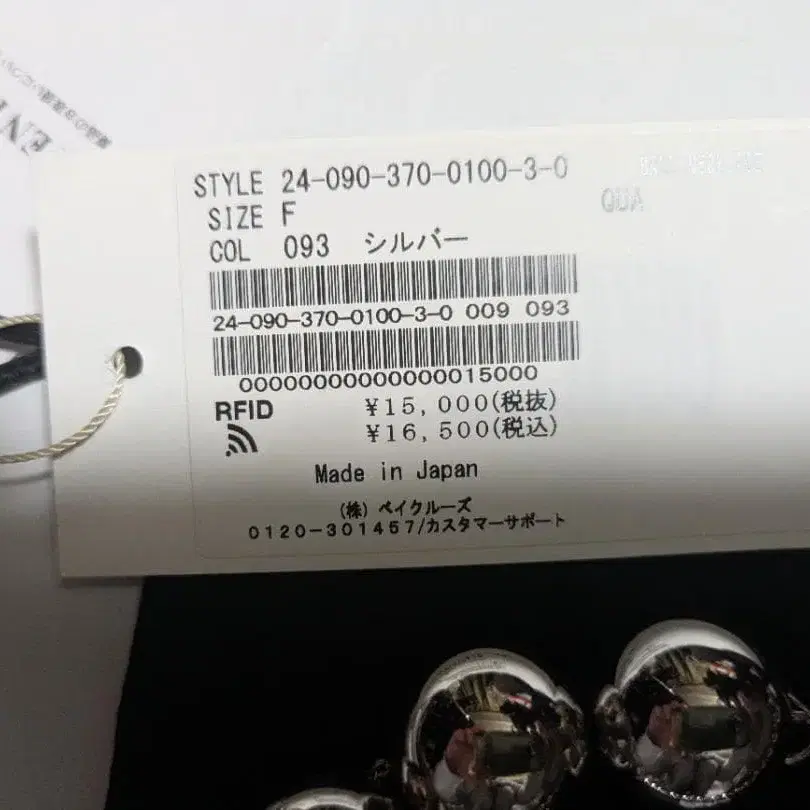 STYLE 24-090-370-0100-3-0
QUA
SIZE F
COL 093 シルバー
24-090-370-0100-3-0 009 093
00000000000000015000
RFID
¥15,000(税抜)
¥16,500(税込)
Made in Japan
(株) ベイクルーズ
0120-301457/カスタマーサポート